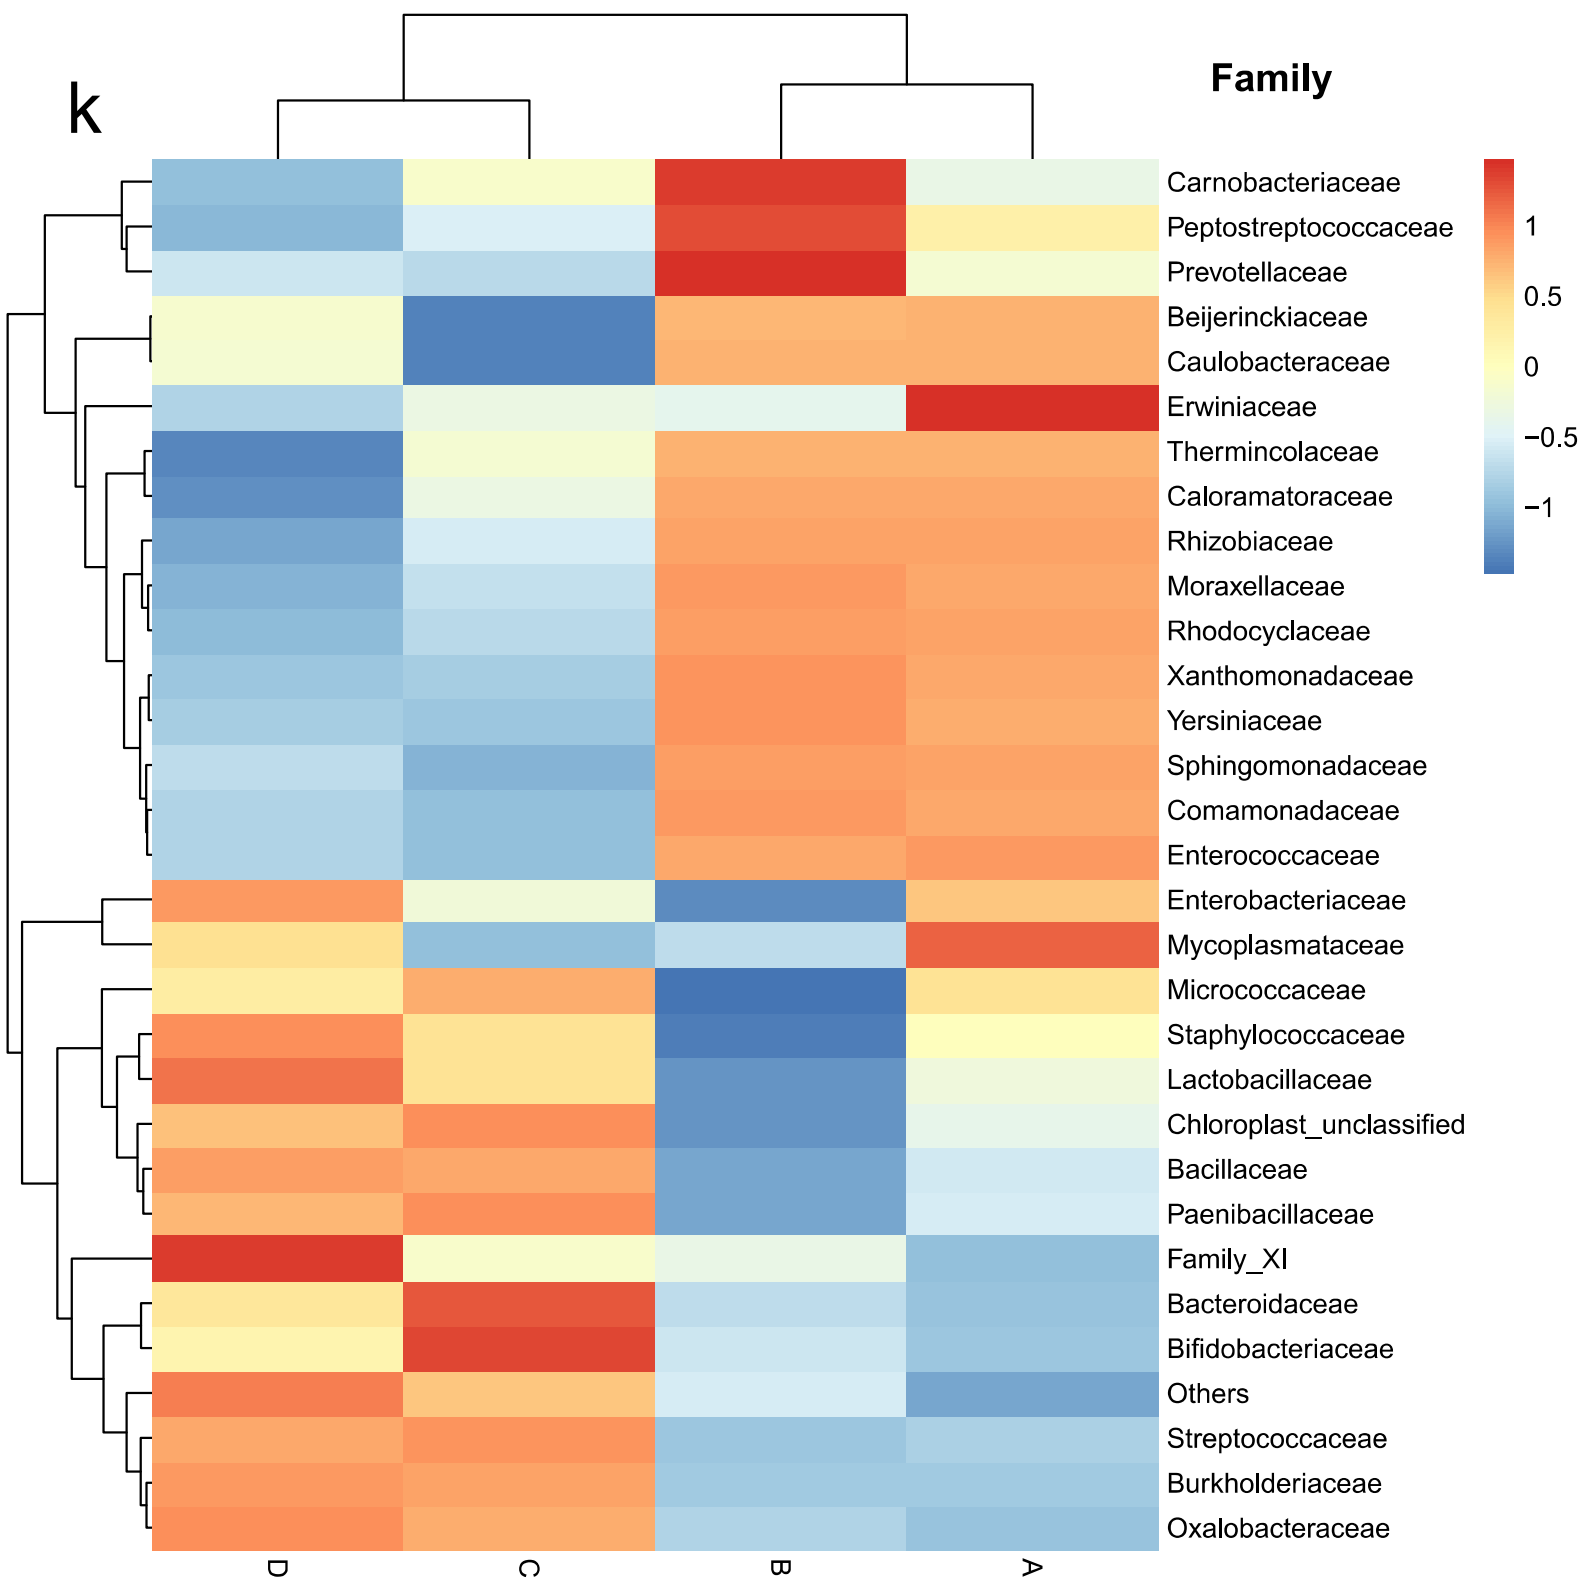 k
Family
Carnobacteriaceae
Peptostreptococcaceae
Prevotellaceae
Beijerinckiaceae
Caulobacteraceae
Erwiniaceae
Thermincolaceae
Caloramatoraceae
Rhizobiaceae
Moraxellaceae
Rhodocyclaceae
Xanthomonadaceae
Yersiniaceae
Sphingomonadaceae
Comamonadaceae
Enterococcaceae
Enterobacteriaceae
Mycoplasmataceae
Micrococcaceae
Staphylococcaceae
Lactobacillaceae
Chloroplast_unclassified
Bacillaceae
Paenibacillaceae
Family_XI
Bacteroidaceae
Bifidobacteriaceae
Others
Streptococcaceae
Burkholderiaceae
Oxalobacteraceae
1
0.5
0
−0.5
−1
D C B A